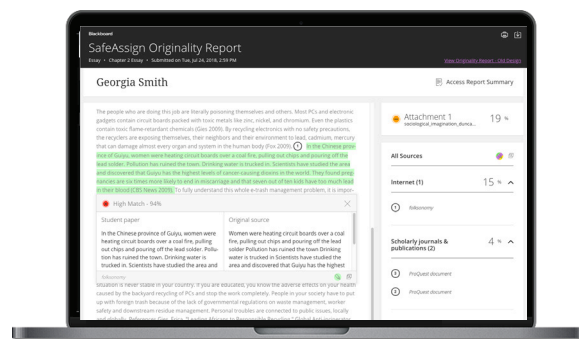 Blackboard
SafeAssign Originality Report
Essay • Chapter 2 Essay • Submitted on Tue, Jul 24, 2018, 2:59 PM
View Originality Report - Old Design
Georgia Smith
Access Report Summary
The people who are doing this job are literally poisoning themselves and others. Most PCs and electronic
gadgets contain circuit boards packed with toxic metals like zinc, nickel, and chromium. Even the plastics
contain toxic flame-retardant chemicals (Gies 2009). By recycling electronics with no safety precautions,
the recyclers are exposing themselves, their neighbors and their environment to lead, cadmium, mercury
that can damage almost every organ and system in the human body (Fox 2009). 1 In the Chinese prov
ince of Guiyu, women were heating circuit boards over a coal fire, pulling out chips and pouring off the
lead solder. Pollution has ruined the town. Drinking water is trucked in. Scientists have studied the area
and discovered that Guiyu has the highest levels of cancer-causing dioxins in the world. They found preg-
nancies are six times more likely to end in miscarriage and that seven out of ten kids have too much lead
in their blood (CBS News 2009). To fully understand this whole e-trash management problem, it is impor-
High Match - 94%
Student paper
In the Chinese province of Guiyu, women were
heating circuit boards over a coal fire, pulling
out chips and pouring off the lead solder. Pollu-
tion has ruined the town. Drinking water is
trucked in. Scientists have studied the area and
Original source
Women were heating circuit boards over a coal
fire, pulling out chips and pouring off the lead
solder Pollution has ruined the town Drinking
water is trucked in Scientists have studied the
area and discovered that Guiyu has the highest
folksonomy
situation is never stable in your country. If you are educated, you know the adverse effects on your health
caused by the backyard recycling of PCs and stop the work completely. People in your society have to put
up with foreign trash because of the lack of governmental regulations on waste management, worker
safety and downstream residue management. Personal troubles are connected to public issues, locally
Attachment 1
sociological_imagination_dunca...
19 %
All Sources
Internet (1)
15 %
1 folksonomy
Scholarly journals &
publications (2)
4 %
2 ProQuest document
3 ProQuest document